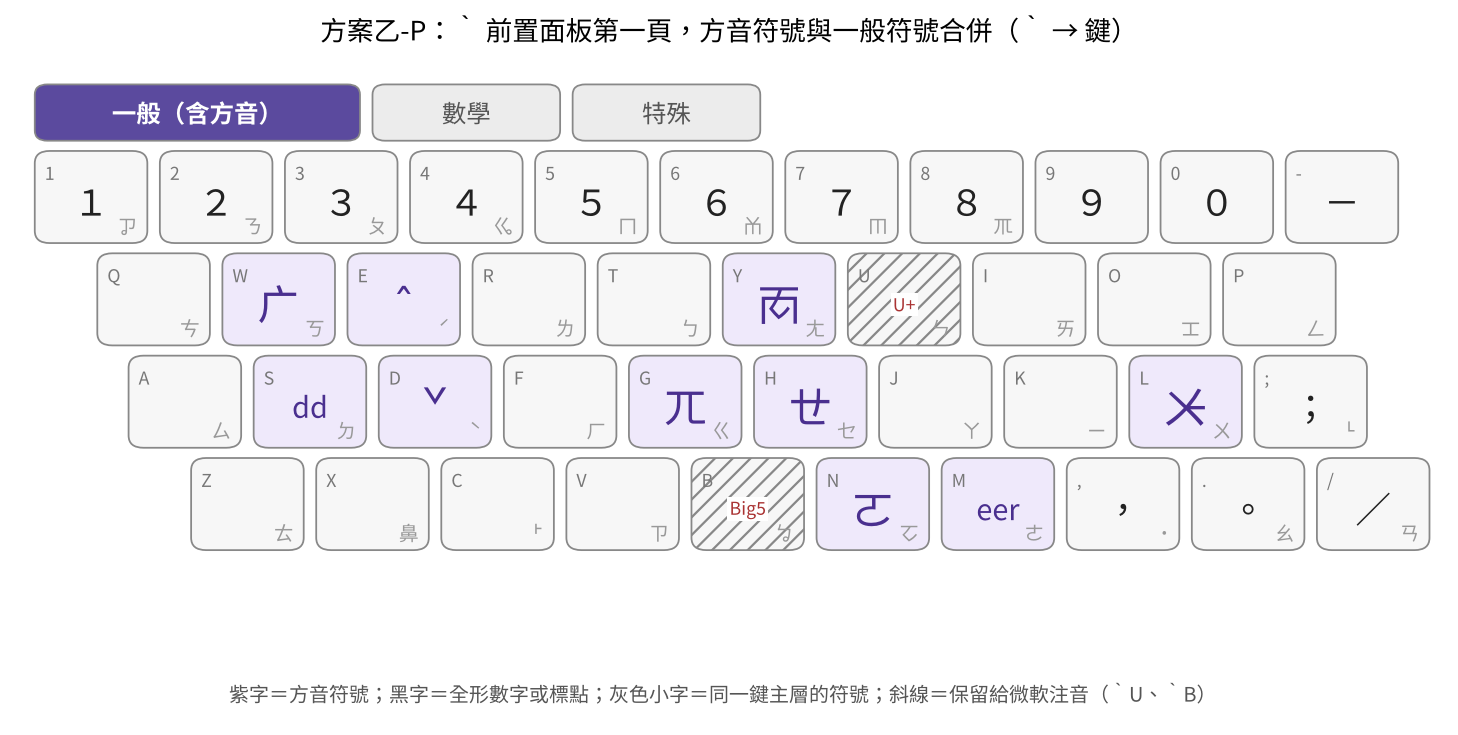 方案乙-P：` 前置面板第一頁，方音符號與一般符號合併（` → 鍵）
一般（含方音） 數學 特殊
1 １ ㄗ 2 ２ ㄋ 3 ３ ㄆ 4 ４ 5 ５ ㄇ 6 ６ 7 ７ 8 ８ 9 ９ 0 ０ - －
Q ㄘ W 广 ㄎ E ˆ ˊ R ㄌ T ㄅ Y ㄤ U U+ ㄣ I ㄞ O ㄛ P ㄥ
A ㄙ S dd ㄉ D ˇ ˋ F ㄏ G ㄫ ㄍ H ㄝ ㄝ J ㄚ K ㄧ L ㄨ ; ； ㆷ
Z ㄊ X 鼻 C V ㄗ B Big5 N ㄛ M eer ㄜ , ， ˙ . 。 ㄠ / ／ ㄢ
紫字＝方音符號；黑字＝全形數字或標點；灰色小字＝同一鍵主層的符號；斜線＝保留給微軟注音（`U、`B）